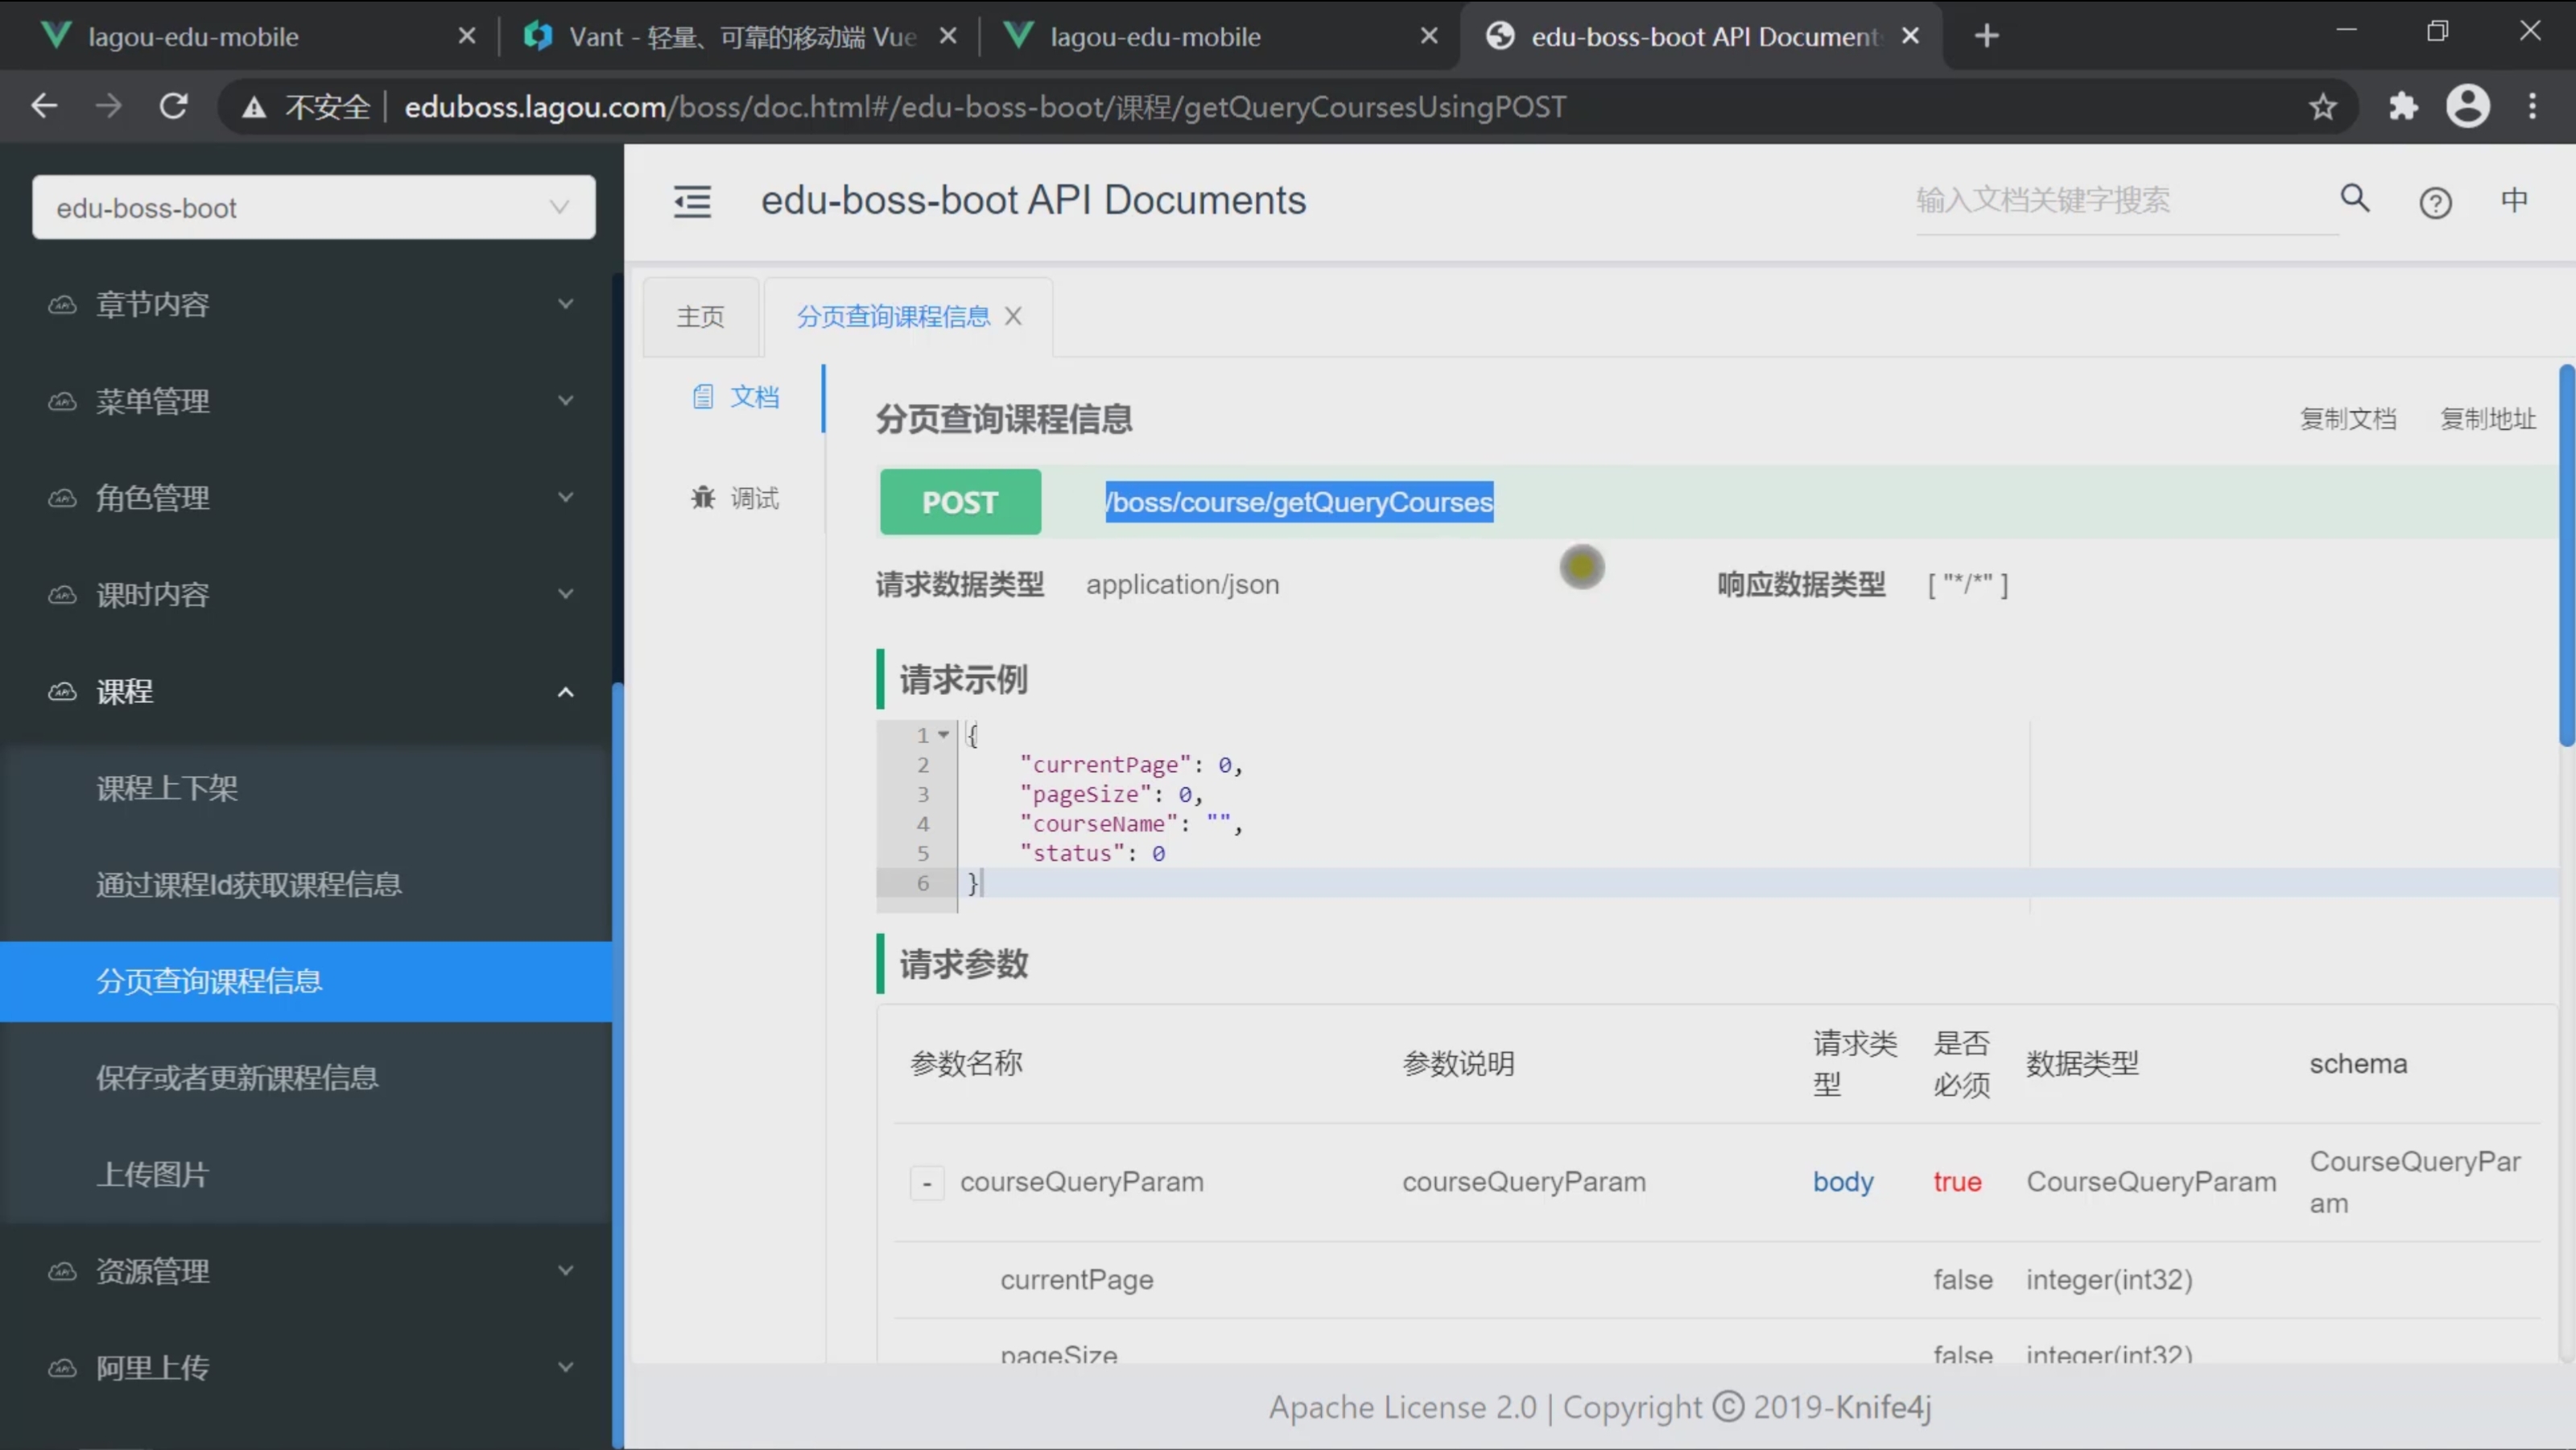 lagou-edu-mobile
Vant - 轻量、可靠的移动端 Vue
lagou-edu-mobile
edu-boss-boot API Document
不安全
eduboss.lagou.com/boss/doc.html#/edu-boss-boot/课程/getQueryCoursesUsingPOST
edu-boss-boot
章节内容
菜单管理
角色管理
课时内容
课程
课程上下架
通过课程Id获取课程信息
分页查询课程信息
保存或者更新课程信息
上传图片
资源管理
阿里上传
edu-boss-boot API Documents
输入文档关键字搜索
中
主页
分页查询课程信息
文档
调试
分页查询课程信息
复制文档 复制地址
POST /boss/course/getQueryCourses
请求数据类型 application/json 响应数据类型 [ "*/*" ]
请求示例
1 {
2 "currentPage": 0,
3 "pageSize": 0,
4 "courseName": "",
5 "status": 0
6 }
请求参数
参数名称 参数说明 请求类型 是否必须 数据类型 schema
- courseQueryParam courseQueryParam body true CourseQueryParam CourseQueryParam
currentPage false integer(int32)
pageSize false integer(int32)
Apache License 2.0 | Copyright © 2019-Knife4j